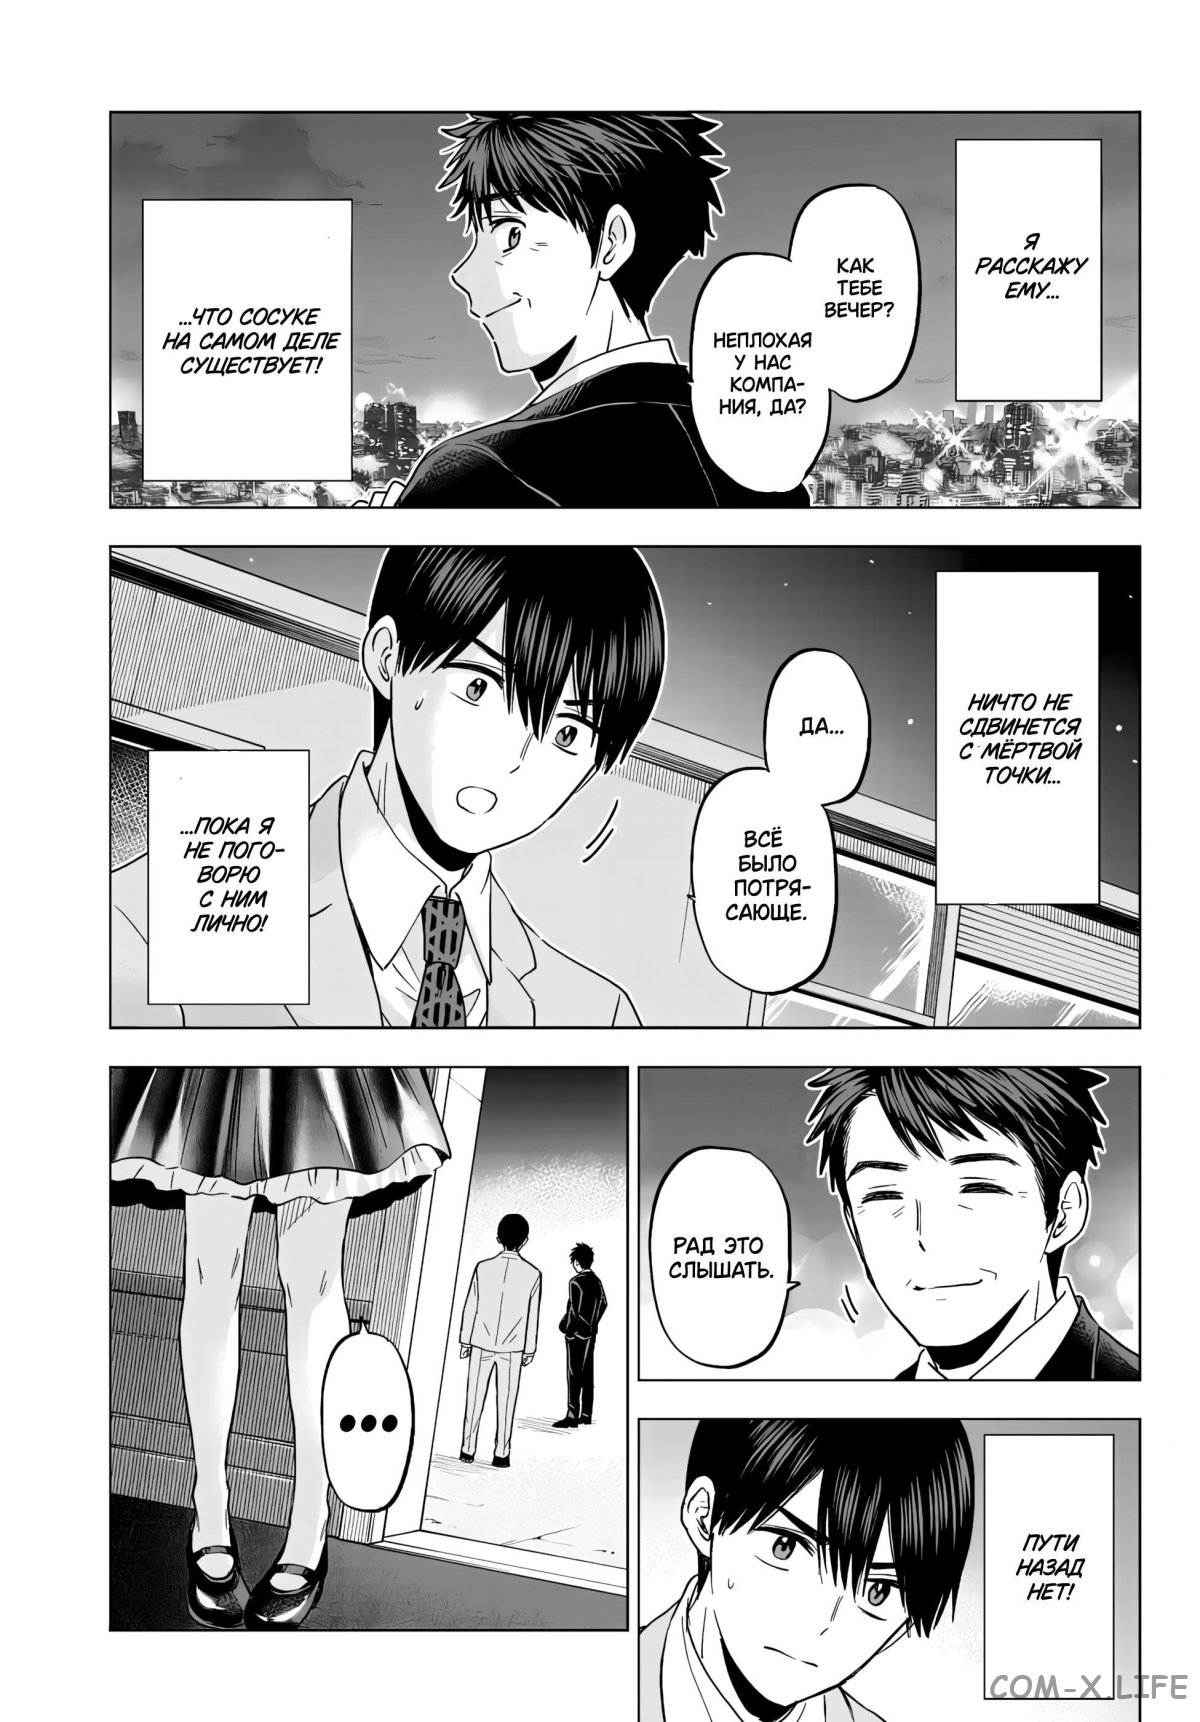 Я
РАССКАЖУ
ЕМУ...
КАК
ТЕБЕ
ВЕЧЕР?
НЕПЛОХАЯ
У НАС
КОМПА-
НИЯ, ДА?
...ЧТО СОСУКЕ
НА САМОМ ДЕЛЕ
СУЩЕСТВУЕТ!
НИЧТО НЕ
СДВИНЕТСЯ
С МЁРТВОЙ
ТОЧКИ...
ДА...
ВСЁ
БЫЛО
ПОТРЯ-
САЮЩЕ.
...ПОКА Я
НЕ ПОГО-
ВОРЮ
С НИМ
ЛИЧНО!
РАД ЭТО
СЛЫШАТЬ.
...
ПУТИ
НАЗАД
НЕТ!
COM-X.LIFE